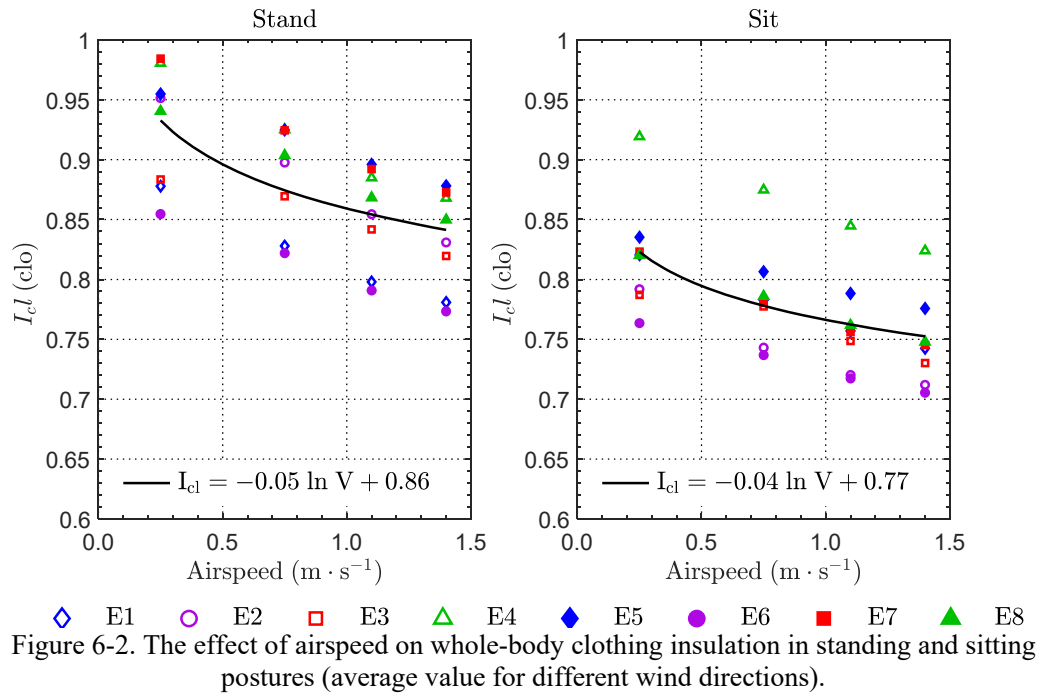 Stand
Sit
1
0.95
0.9
0.85
0.8
0.75
0.7
0.65
0.6
I_cl (clo)
I_cl = −0.05 ln V + 0.86
0.0 0.5 1.0 1.5
Airspeed (m · s⁻¹)
1
0.95
0.9
0.85
0.8
0.75
0.7
0.65
0.6
I_cl (clo)
I_cl = −0.04 ln V + 0.77
0.0 0.5 1.0 1.5
Airspeed (m · s⁻¹)
E1 E2 E3 E4 E5 E6 E7 E8
Figure 6-2. The effect of airspeed on whole-body clothing insulation in standing and sitting
postures (average value for different wind directions).